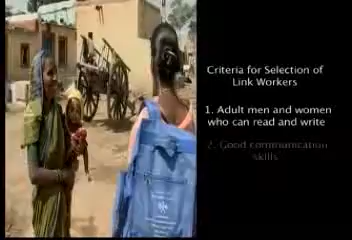 Criteria for Selection of
Link Workers
1. Adult men and women
who can read and write
2. Good communication
skills